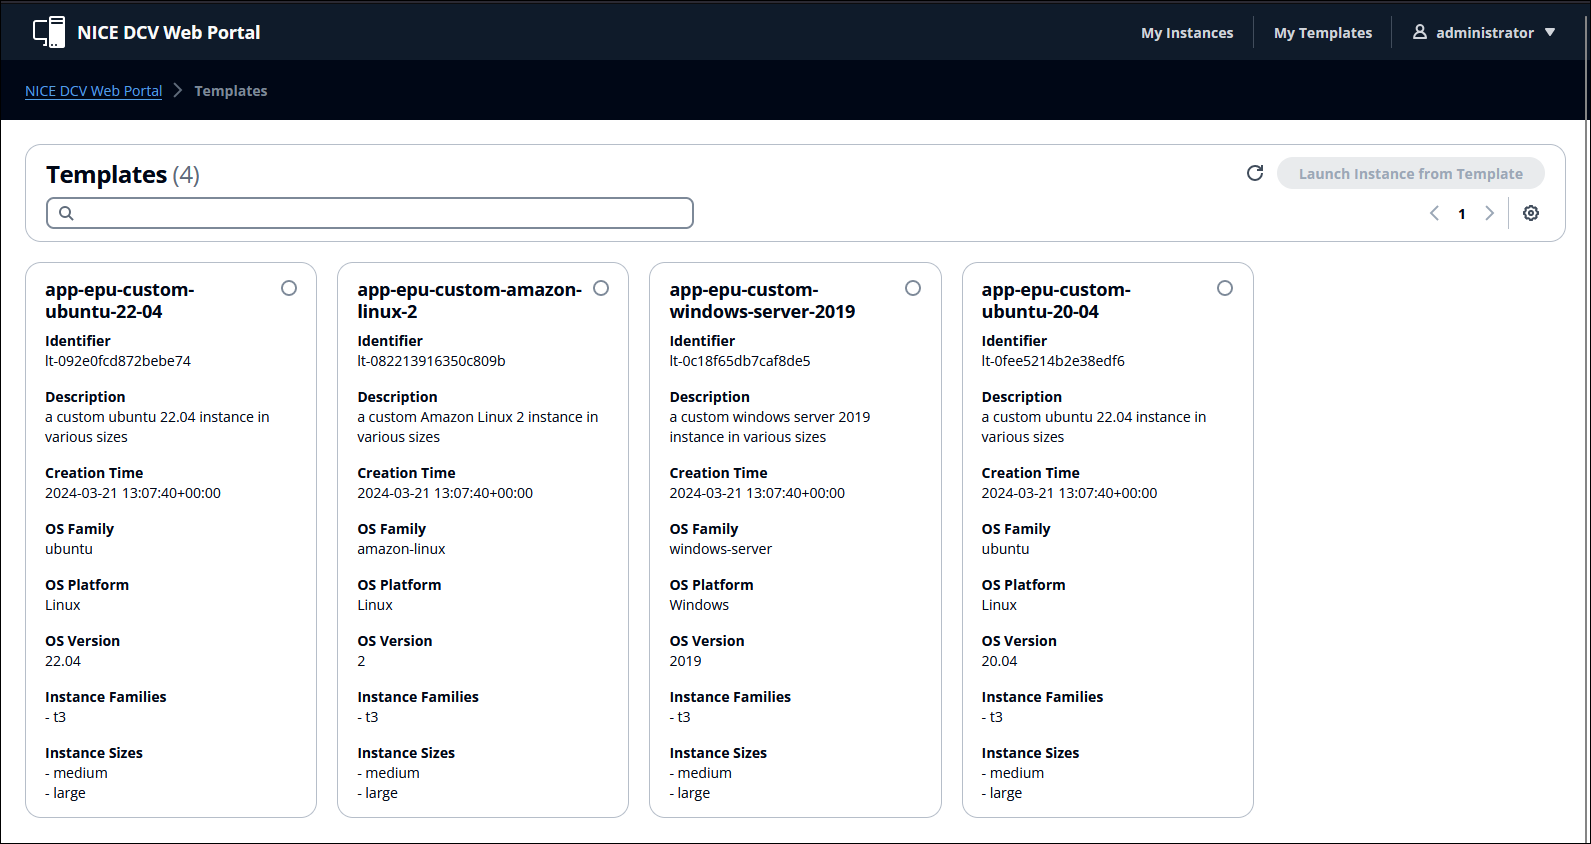 NICE DCV Web Portal
My Instances
My Templates
administrator
NICE DCV Web Portal
Templates
Templates (4)
Launch Instance from Template
1
app-epu-custom-
ubuntu-22-04
Identifier
lt-092e0fcd872bebe74
Description
a custom ubuntu 22.04 instance in
various sizes
Creation Time
2024-03-21 13:07:40+00:00
OS Family
ubuntu
OS Platform
Linux
OS Version
22.04
Instance Families
- t3
Instance Sizes
- medium
- large
app-epu-custom-amazon-
linux-2
Identifier
lt-082213916350c809b
Description
a custom Amazon Linux 2 instance in
various sizes
Creation Time
2024-03-21 13:07:40+00:00
OS Family
amazon-linux
OS Platform
Linux
OS Version
2
Instance Families
- t3
Instance Sizes
- medium
- large
app-epu-custom-
windows-server-2019
Identifier
lt-0c18f65db7caf8de5
Description
a custom windows server 2019
instance in various sizes
Creation Time
2024-03-21 13:07:40+00:00
OS Family
windows-server
OS Platform
Windows
OS Version
2019
Instance Families
- t3
Instance Sizes
- medium
- large
app-epu-custom-
ubuntu-20-04
Identifier
lt-0fee5214b2e38edf6
Description
a custom ubuntu 22.04 instance in
various sizes
Creation Time
2024-03-21 13:07:40+00:00
OS Family
ubuntu
OS Platform
Linux
OS Version
20.04
Instance Families
- t3
Instance Sizes
- medium
- large